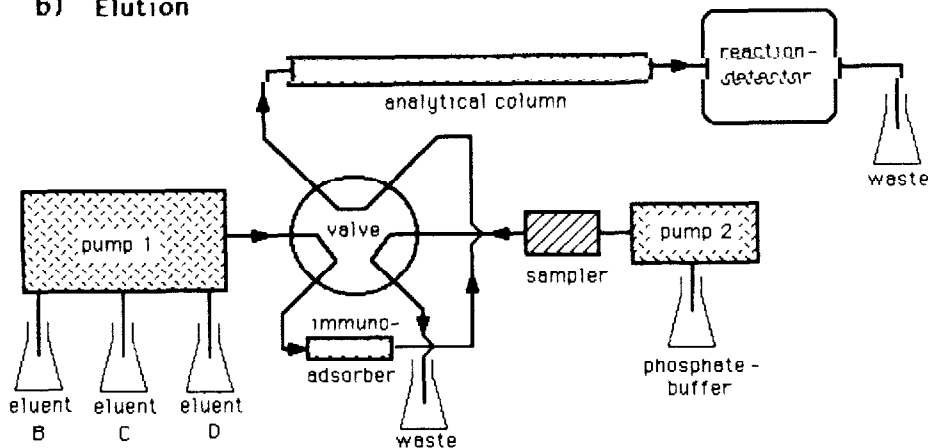 b) Elution
reaction-
detector
analytical column
waste
pump 1
valve
sampler
pump 2
immuno-
adsorber
phosphate-
buffer
eluent
B
eluent
C
eluent
D
waste